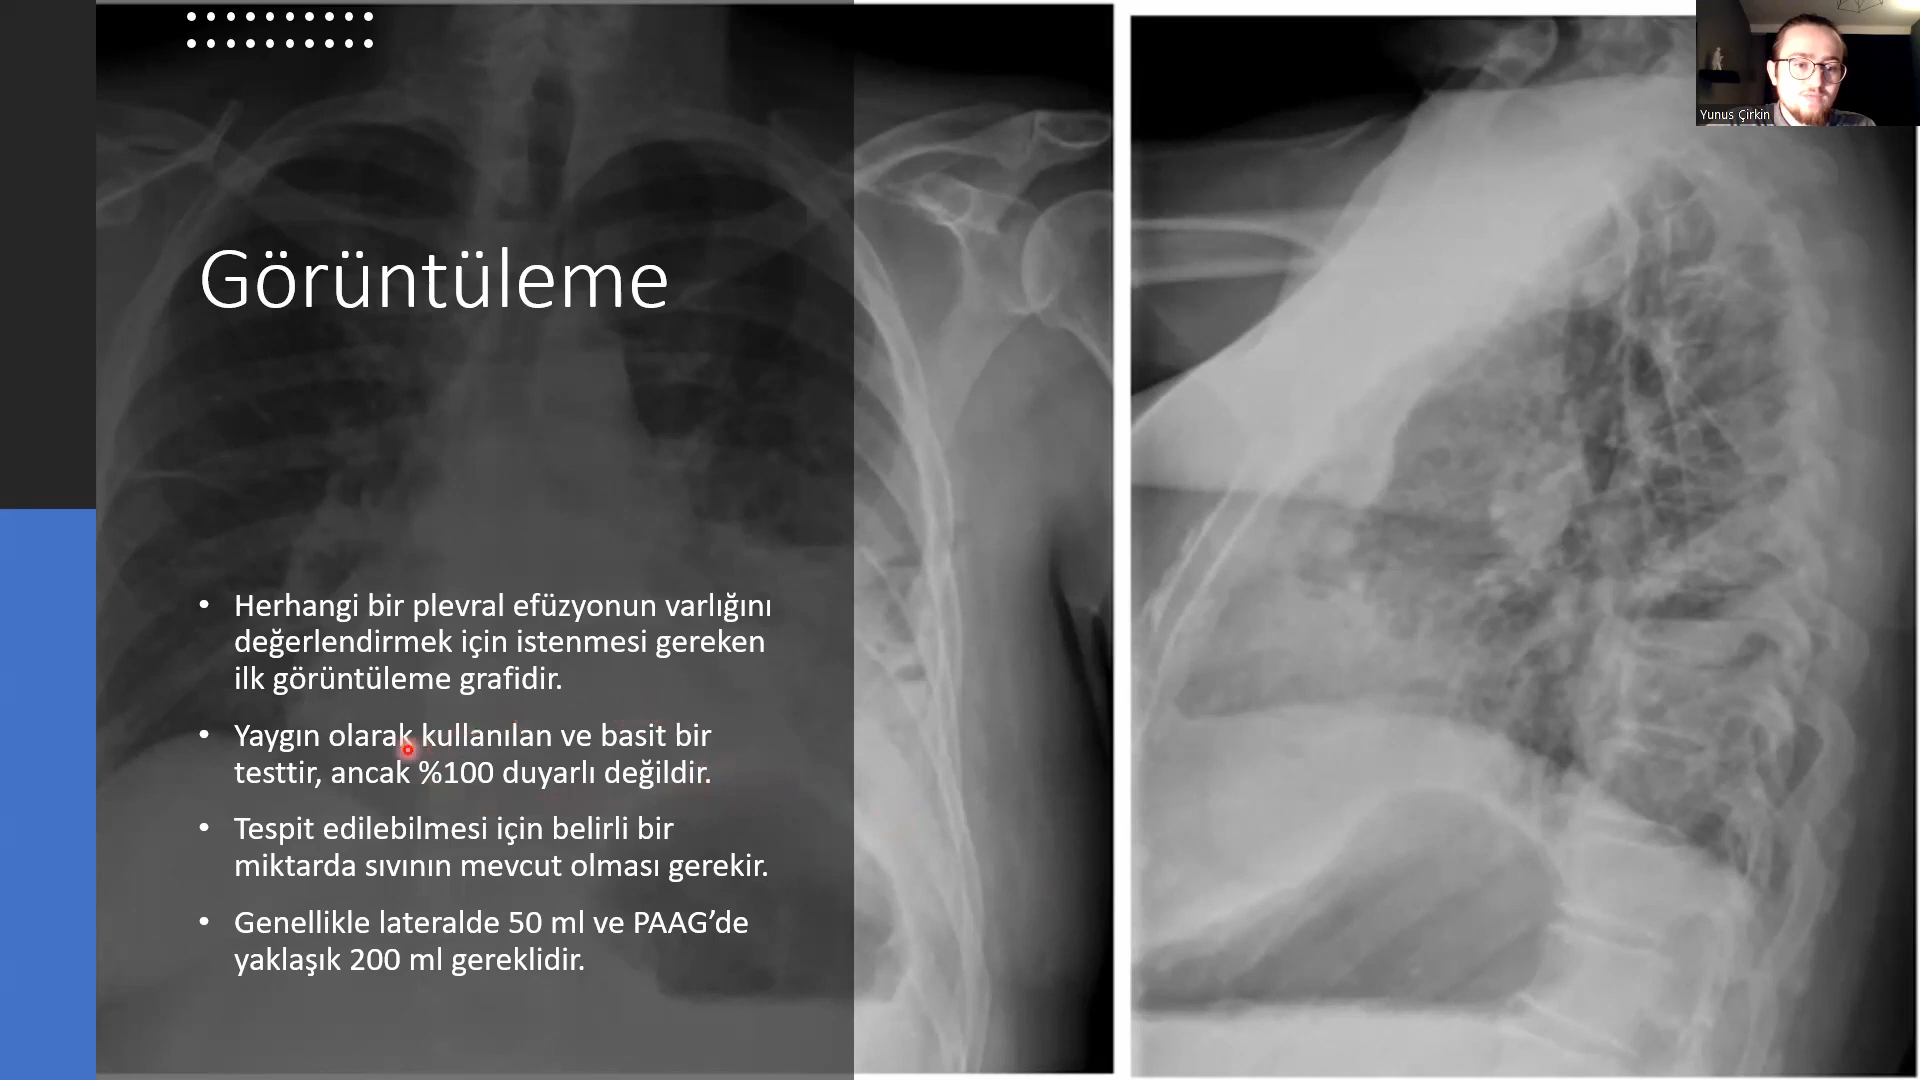 Yunus Çirkin
Görüntüleme
• Herhangi bir plevral efüzyonun varlığını
değerlendirmek için istenmesi gereken
ilk görüntüleme grafidir.
• Yaygın olarak kullanılan ve basit bir
testtir, ancak %100 duyarlı değildir.
• Tespit edilebilmesi için belirli bir
miktarda sıvının mevcut olması gerekir.
• Genellikle lateralde 50 ml ve PAAG’de
yaklaşık 200 ml gereklidir.